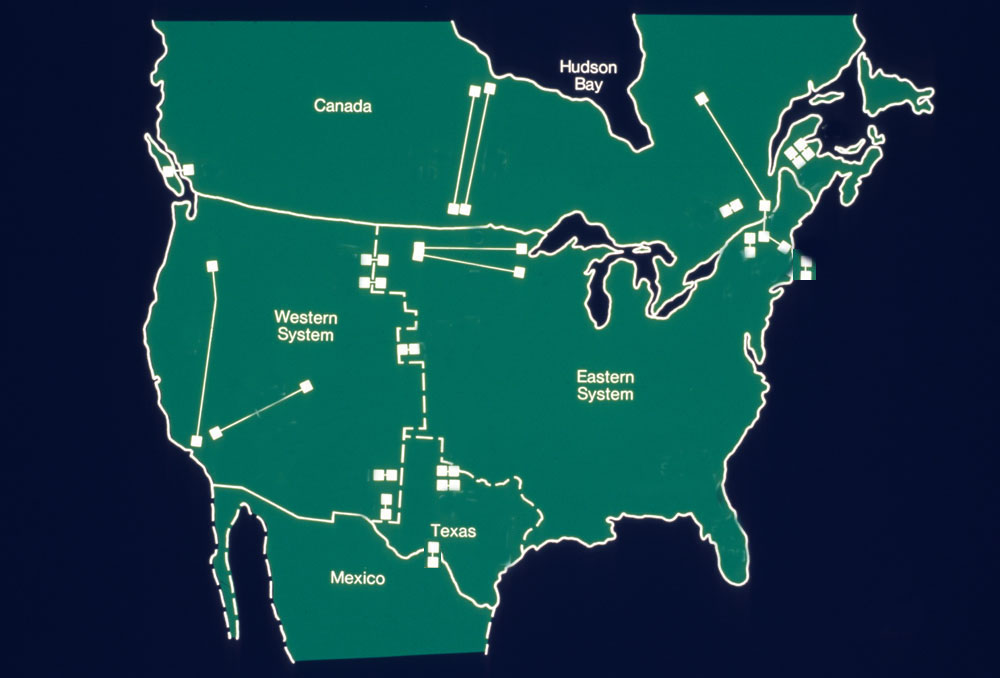 Hudson
Bay
Canada
Western
System
Eastern
System
Texas
Mexico